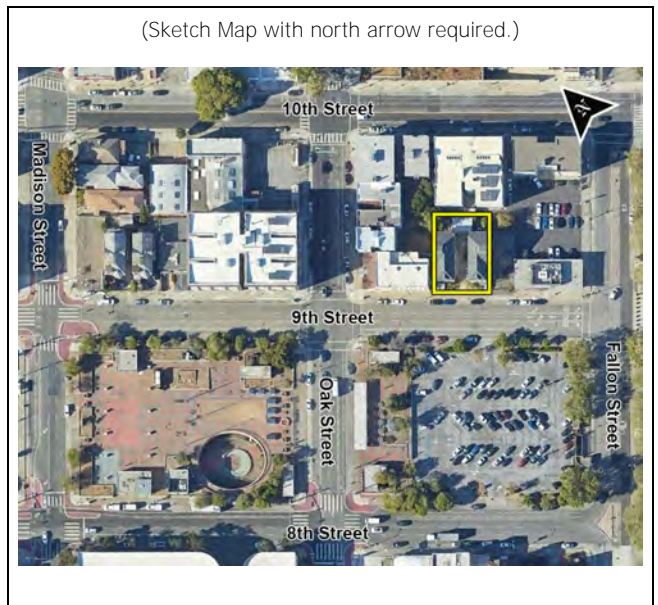 (Sketch Map with north arrow required.)
10th Street
Madison Street
9th Street
Oak Street
Fallon Street
8th Street